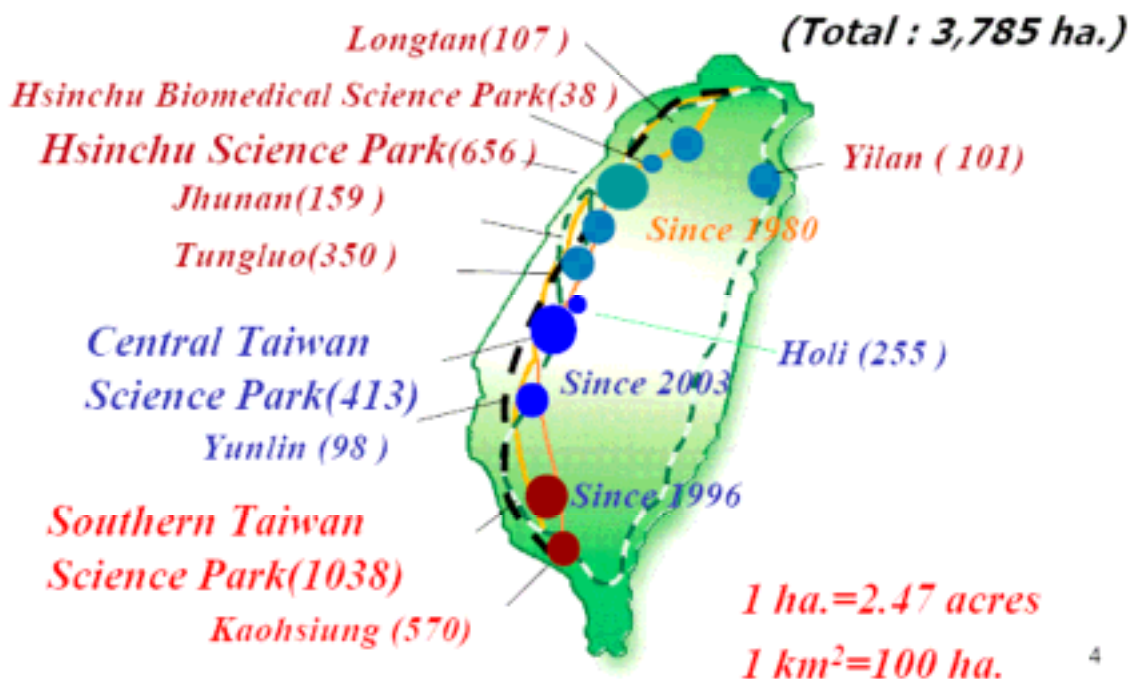 (Total : 3,785 ha.)
Longtan(107 )
Hsinchu Biomedical Science Park(38 )
Hsinchu Science Park(656 )
Yilan ( 101)
Jhunan(159 )
Since 1980
Tungluo(350 )
Central Taiwan
Science Park(413)
Holi (255 )
Since 2003
Yunlin (98 )
Since 1996
Southern Taiwan
Science Park(1038)
Kaohsiung (570)
1 ha.=2.47 acres
1 km²=100 ha.
4